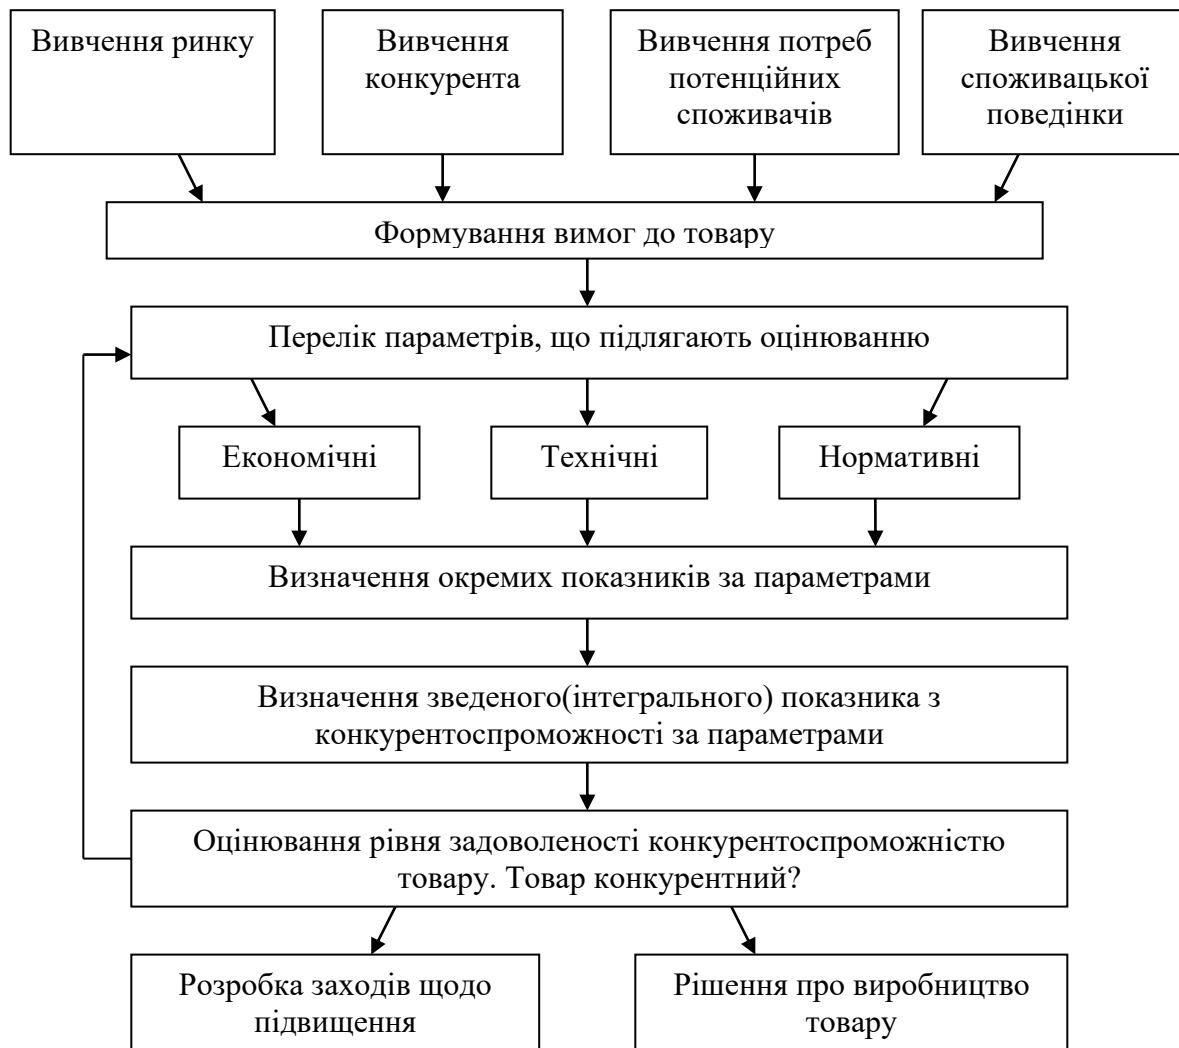 Вивчення ринку
Вивчення
конкурента
Вивчення потреб
потенційних
споживачів
Вивчення
споживацької
поведінки
Формування вимог до товару
Перелік параметрів, що підлягають оцінюванню
Економічні
Технічні
Нормативні
Визначення окремих показників за параметрами
Визначення зведеного(інтегрального) показника з
конкурентоспроможності за параметрами
Оцінювання рівня задоволеності конкурентоспроможністю
товару. Товар конкурентний?
Розробка заходів щодо
підвищення
Рішення про виробництво
товару